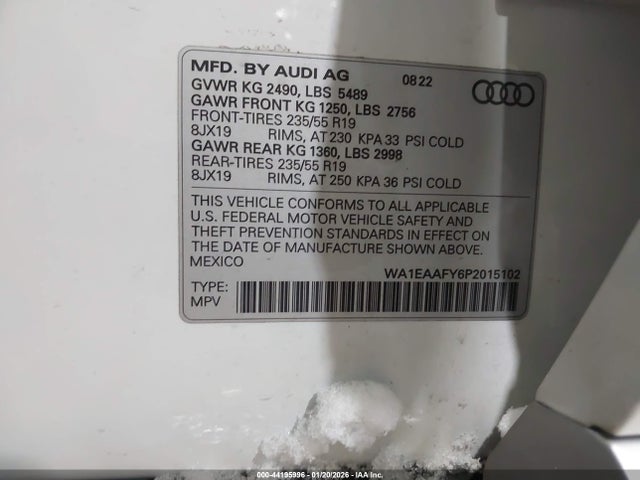 MFD. BY AUDI AG 08 22
GVWR KG 2490, LBS 5489
GAWR FRONT KG 1250, LBS 2756
FRONT-TIRES 235/55 R19
8JX19 RIMS, AT 230 KPA 33 PSI COLD
GAWR REAR KG 1360, LBS 2998
REAR-TIRES 235/55 R19
8JX19 RIMS, AT 250 KPA 36 PSI COLD
THIS VEHICLE CONFORMS TO ALL APPLICABLE
U.S. FEDERAL MOTOR VEHICLE SAFETY AND
THEFT PREVENTION STANDARDS IN EFFECT ON
THE DATE OF MANUFACTURE SHOWN ABOVE.
MEXICO
WA1EAAFY6P2015102
TYPE:
MPV
000-44195996 - 01/20/2026 - IAA